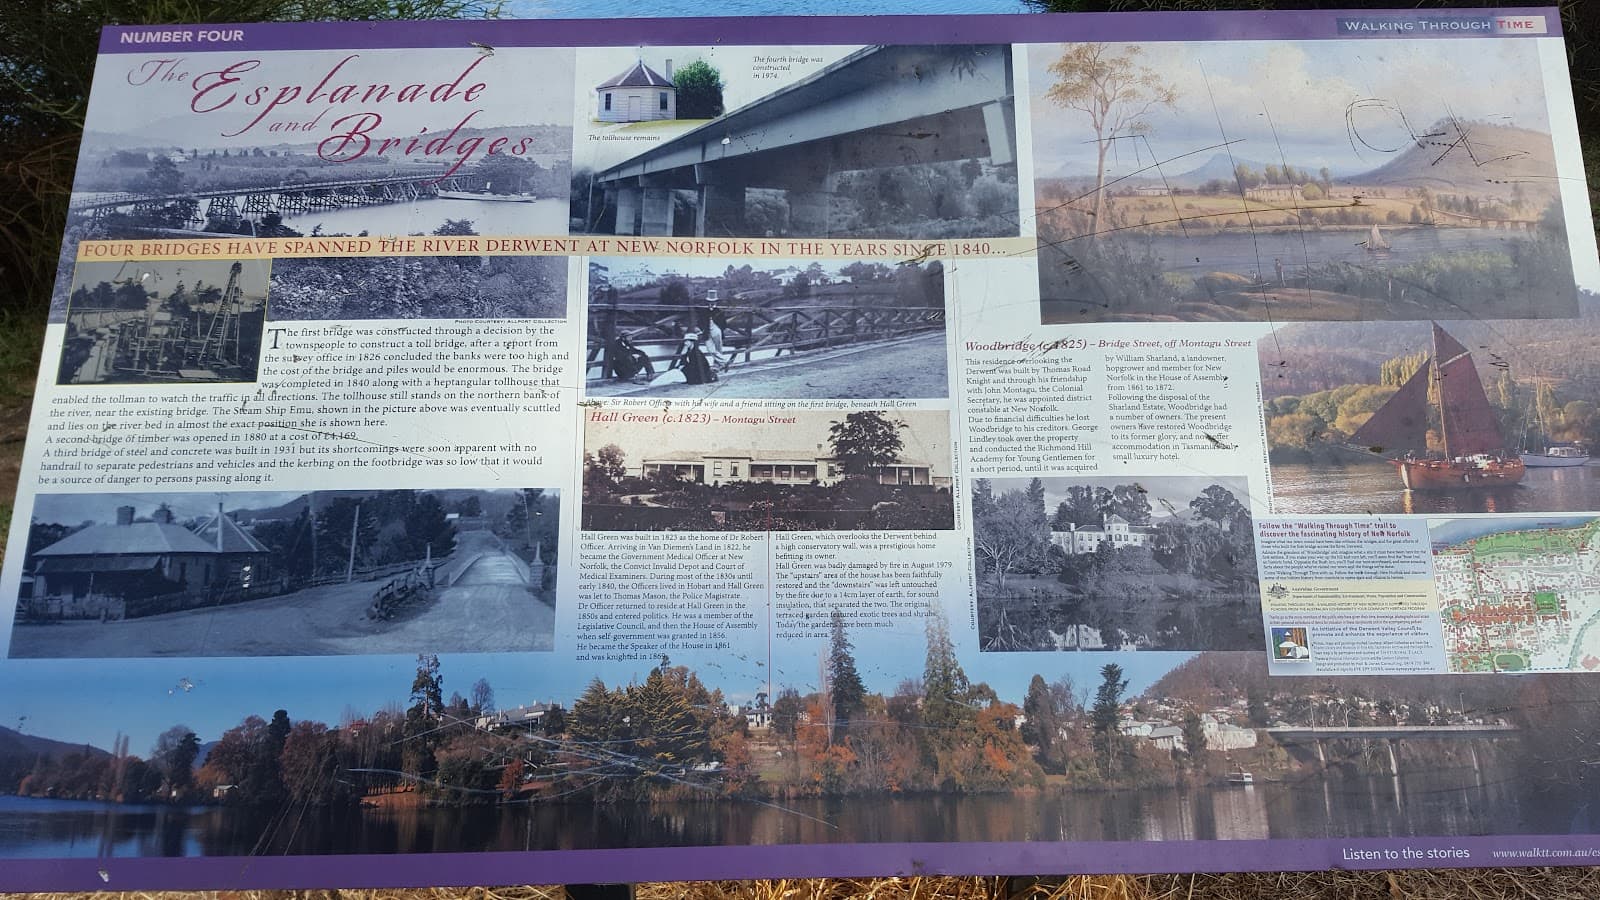 NUMBER FOUR
WALKING THROUGH TIME
The
Esplanade
and
Bridges
The fourth bridge was
constructed
in 1974.
The tollhouse remains
FOUR BRIDGES HAVE SPANNED THE RIVER DERWENT AT NEW NORFOLK IN THE YEARS SINCE 1840...
PHOTO COURTESY: ALLPORT COLLECTION
The first bridge was constructed through a decision by the
townspeople to construct a toll bridge, after a report from
the survey office in 1826 concluded the banks were too high and
the cost of the bridge and piles would be enormous. The bridge
was completed in 1840 along with a heptangular tollhouse that
enabled the tollman to watch the traffic in all directions. The tollhouse still stands on the northern bank of
the river, near the existing bridge. The Steam Ship Emu, shown in the picture above was eventually scuttled
and lies on the river bed in almost the exact position she is shown here.
A second bridge of timber was opened in 1880 at a cost of £4,169.
A third bridge of steel and concrete was built in 1931 but its shortcomings were soon apparent with no
handrail to separate pedestrians and vehicles and the kerbing on the footbridge was so low that it would
be a source of danger to persons passing along it.
Above: Sir Robert Officer with his wife and a friend sitting on the first bridge, beneath Hall Green
Hall Green (c.1823) – Montagu Street
COURTESY: ALLPORT COLLECTION
Hall Green was built in 1823 as the home of Dr Robert
Officer. Arriving in Van Diemen's Land in 1822, he
became the Government Medical Officer at New
Norfolk, the Convict Invalid Depot and Court of
Medical Examiners. During most of the 1830s until
early 1840, the Officers lived in Hobart and Hall Green
was let to Thomas Mason, the Police Magistrate.
Dr Officer returned to reside at Hall Green in the
1850s and entered politics. He was a member of the
Legislative Council, and then the House of Assembly
when self-government was granted in 1856.
He became the Speaker of the House in 1861
and was knighted in 1869.
Hall Green, which overlooks the Derwent behind
a high conservatory wall, was a prestigious home
befitting its owner.
Hall Green was badly damaged by fire in August 1979.
The "upstairs" area of the house has been faithfully
restored and the "downstairs" was left untouched
by the fire due to a 14cm layer of earth, for sound
insulation, that separated the two. The original
terraced garden featured exotic trees and shrubs.
Today the gardens have been much
reduced in area.
Woodbridge (c.1825) – Bridge Street, off Montagu Street
This residence overlooking the
Derwent was built by Thomas Road
Knight and through his friendship
with John Montagu, the Colonial
Secretary, he was appointed district
constable at New Norfolk.
Due to financial difficulties he lost
Woodbridge to his creditors. George
Lindley took over the property
and conducted the Richmond Hill
Academy for Young Gentlemen for
a short period, until it was acquired
by William Sharland, a landowner,
hopgrower and member for New
Norfolk in the House of Assembly
from 1861 to 1872.
Following the disposal of the
Sharland Estate, Woodbridge had
a number of owners. The present
owners have restored Woodbridge
to its former glory, and now offer
accommodation in Tasmania's only
small luxury hotel.
COURTESY: ALLPORT COLLECTION
Follow the "Walking Through Time" trail to
discover the fascinating history of New Norfolk
Australian Government
An initiative of the Derwent Valley Council to
promote and enhance the experience of visitors
Listen to the stories
www.walktt.com.au/es